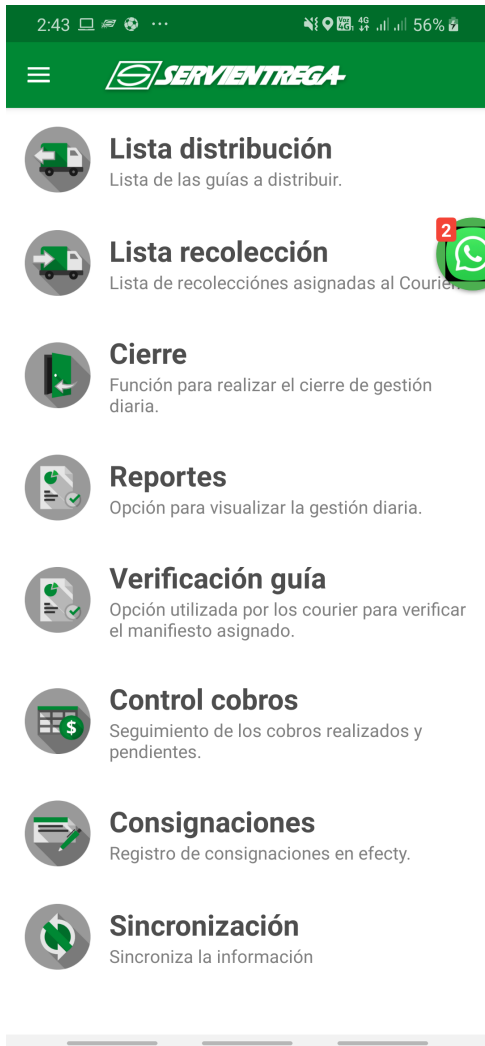 2:43
Voz 4G 4G 56%
SERVIENTREGA
Lista distribución
Lista de las guías a distribuir.
2
Lista recolección
Lista de recolecciónes asignadas al Courier.
Cierre
Función para realizar el cierre de gestión
diaria.
Reportes
Opción para visualizar la gestión diaria.
Verificación guía
Opción utilizada por los courier para verificar
el manifiesto asignado.
Control cobros
Seguimiento de los cobros realizados y
pendientes.
$
Consignaciones
Registro de consignaciones en efecty.
Sincronización
Sincroniza la información